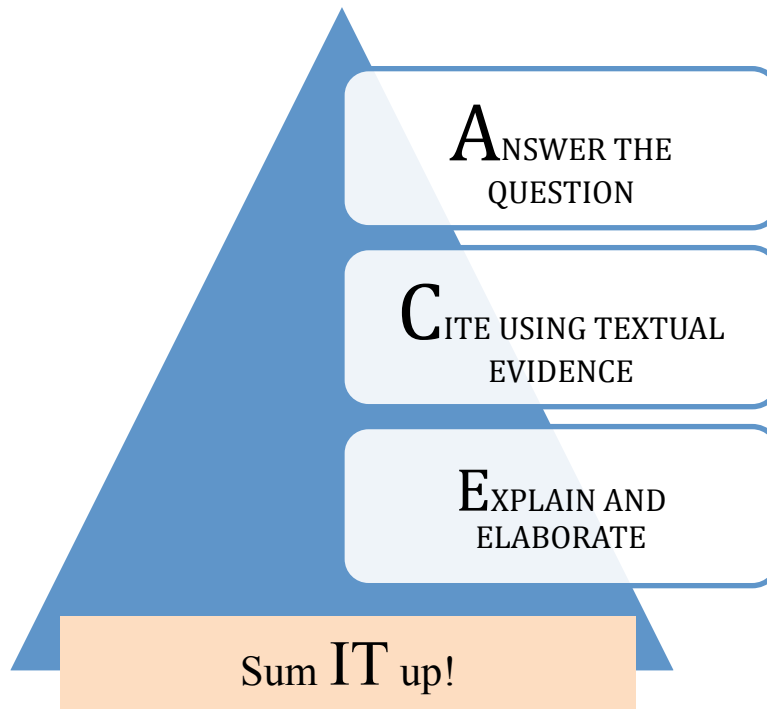 ANSWER THE
QUESTION
CITE USING TEXTUAL
EVIDENCE
EXPLAIN AND
ELABORATE
Sum IT up!